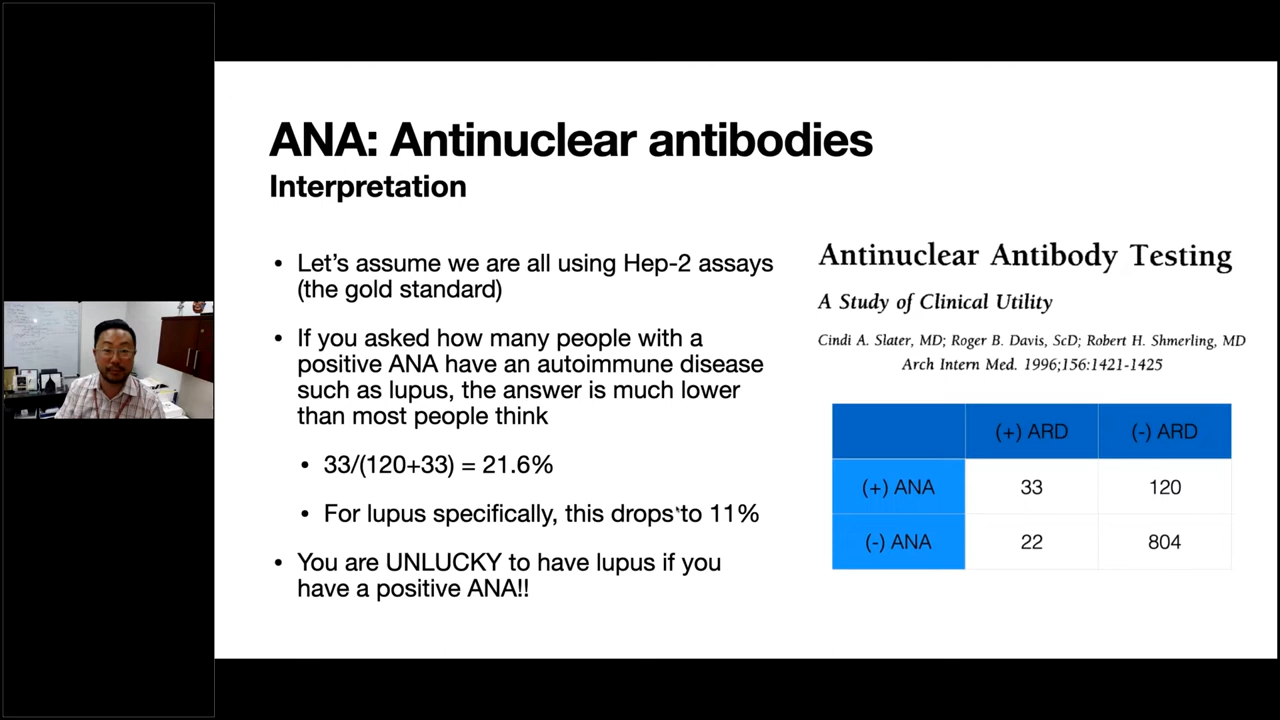 ANA: Antinuclear antibodies
Interpretation
• Let's assume we are all using Hep-2 assays
(the gold standard)
• If you asked how many people with a
positive ANA have an autoimmune disease
such as lupus, the answer is much lower
than most people think
• 33/(120+33) = 21.6%
• For lupus specifically, this drops to 11%
• You are UNLUCKY to have lupus if you
have a positive ANA!!
Antinuclear Antibody Testing
A Study of Clinical Utility
Cindi A. Slater, MD; Roger B. Davis, ScD; Robert H. Shmerling, MD
Arch Intern Med. 1996;156:1421-1425
(+) ARD (-) ARD
(+) ANA 33 120
(-) ANA 22 804